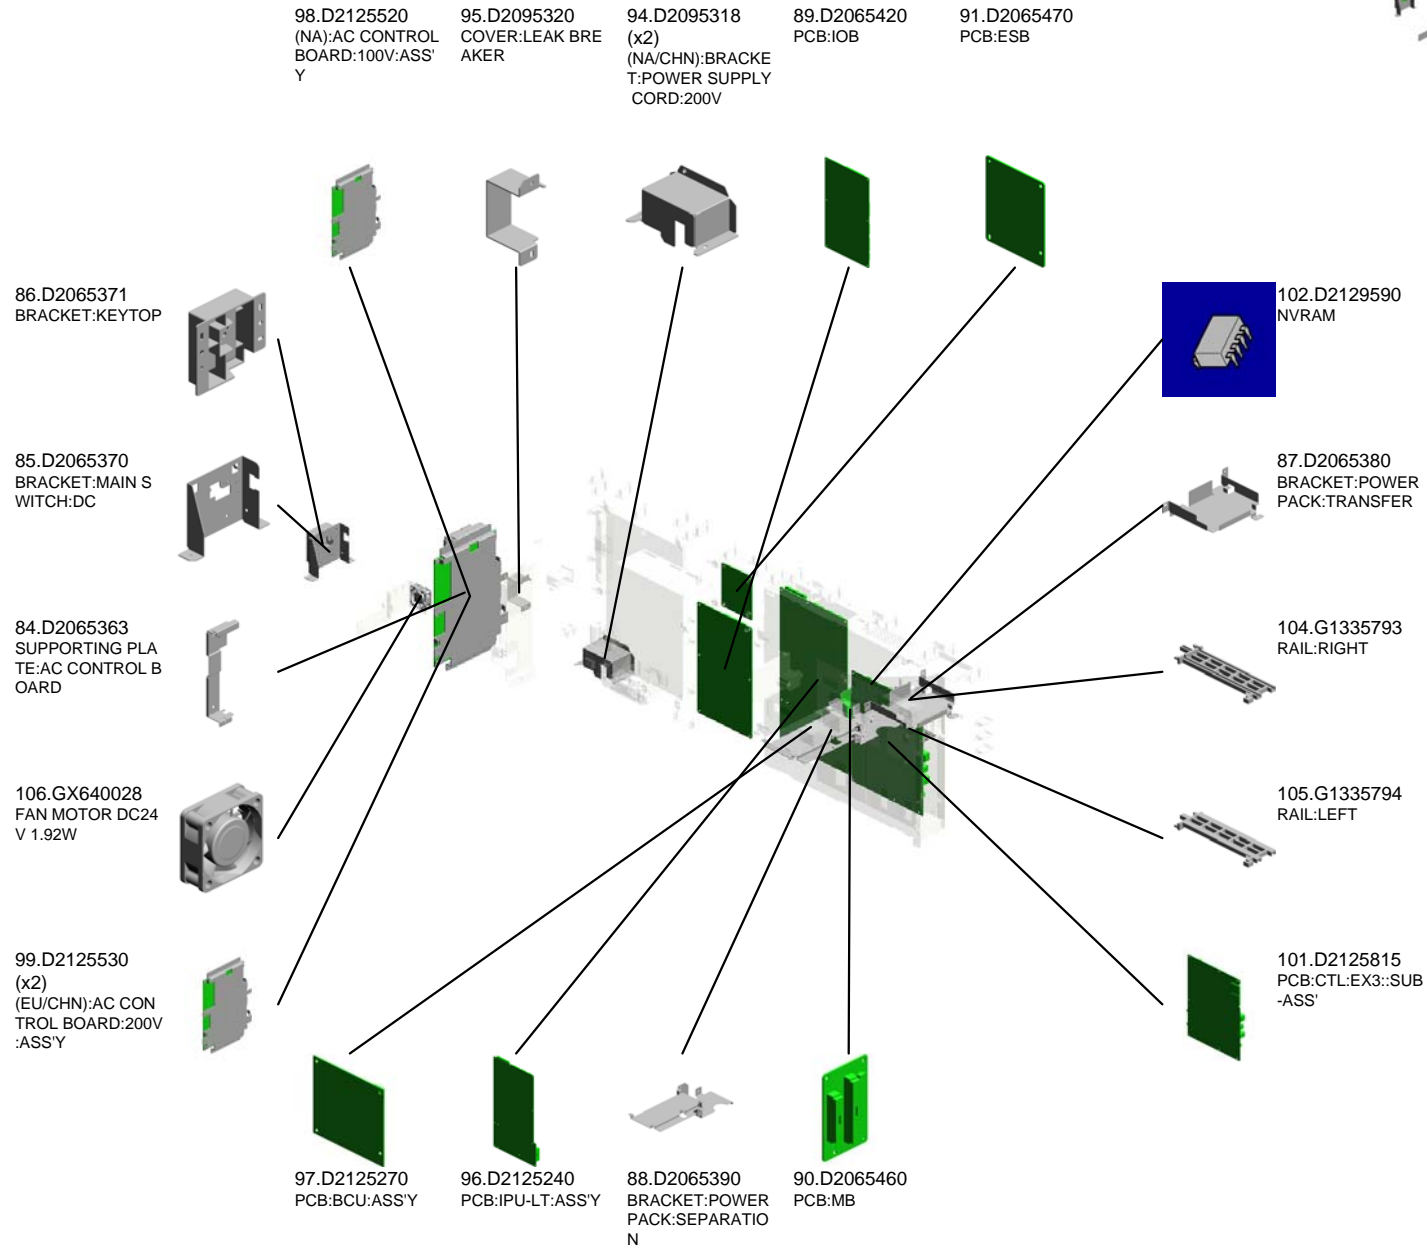 98.D2125520
(NA):AC CONTROL
BOARD:100V:ASS'
Y
95.D2095320
COVER:LEAK BRE
AKER
94.D2095318
(x2)
(NA/CHN):BRACKE
T:POWER SUPPLY
CORD:200V
89.D2065420
PCB:IOB
91.D2065470
PCB:ESB
86.D2065371
BRACKET:KEYTOP
102.D2129590
NVRAM
85.D2065370
BRACKET:MAIN S
WITCH:DC
87.D2065380
BRACKET:POWER
PACK:TRANSFER
84.D2065363
SUPPORTING PLA
TE:AC CONTROL B
OARD
104.G1335793
RAIL:RIGHT
106.GX640028
FAN MOTOR DC24
V 1.92W
105.G1335794
RAIL:LEFT
99.D2125530
(x2)
(EU/CHN):AC CON
TROL BOARD:200V
:ASS'Y
101.D2125815
PCB:CTL:EX3::SUB
-ASS'
97.D2125270
PCB:BCU:ASS'Y
96.D2125240
PCB:IPU-LT:ASS'Y
88.D2065390
BRACKET:POWER
PACK:SEPARATIO
N
90.D2065460
PCB:MB